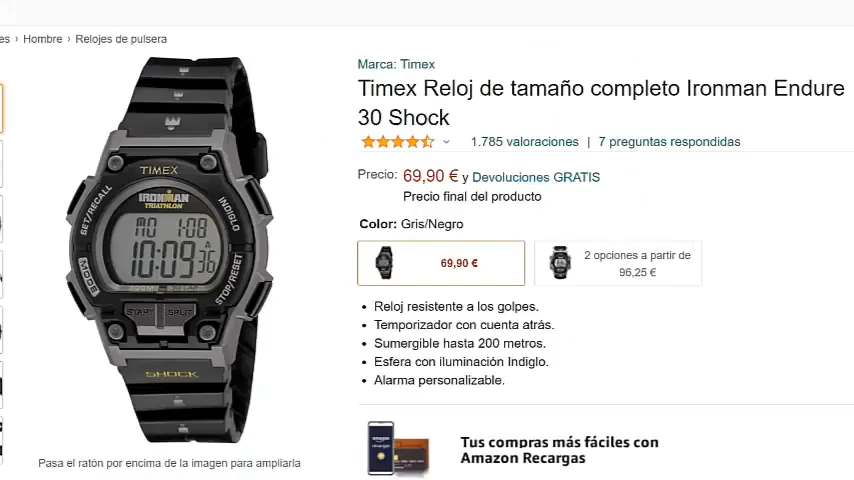 es › Hombre › Relojes de pulsera
Marca: Timex
Timex Reloj de tamaño completo Ironman Endure
30 Shock
1.785 valoraciones | 7 preguntas respondidas
Precio: 69,90 € y Devoluciones GRATIS
Precio final del producto
Color: Gris/Negro
69,90 €
2 opciones a partir de
96,25 €
• Reloj resistente a los golpes.
• Temporizador con cuenta atrás.
• Sumergible hasta 200 metros.
• Esfera con iluminación Indiglo.
• Alarma personalizable.
TIMEX
IRONMAN
TRIATHLON
SET/RECALL
INDIGLO
MO 1:08
10:09 A 36
MODE
STOP/RESET
START SPLIT
SHOCK
Pasa el ratón por encima de la imagen para ampliarla
Tus compras más fáciles con
Amazon Recargas